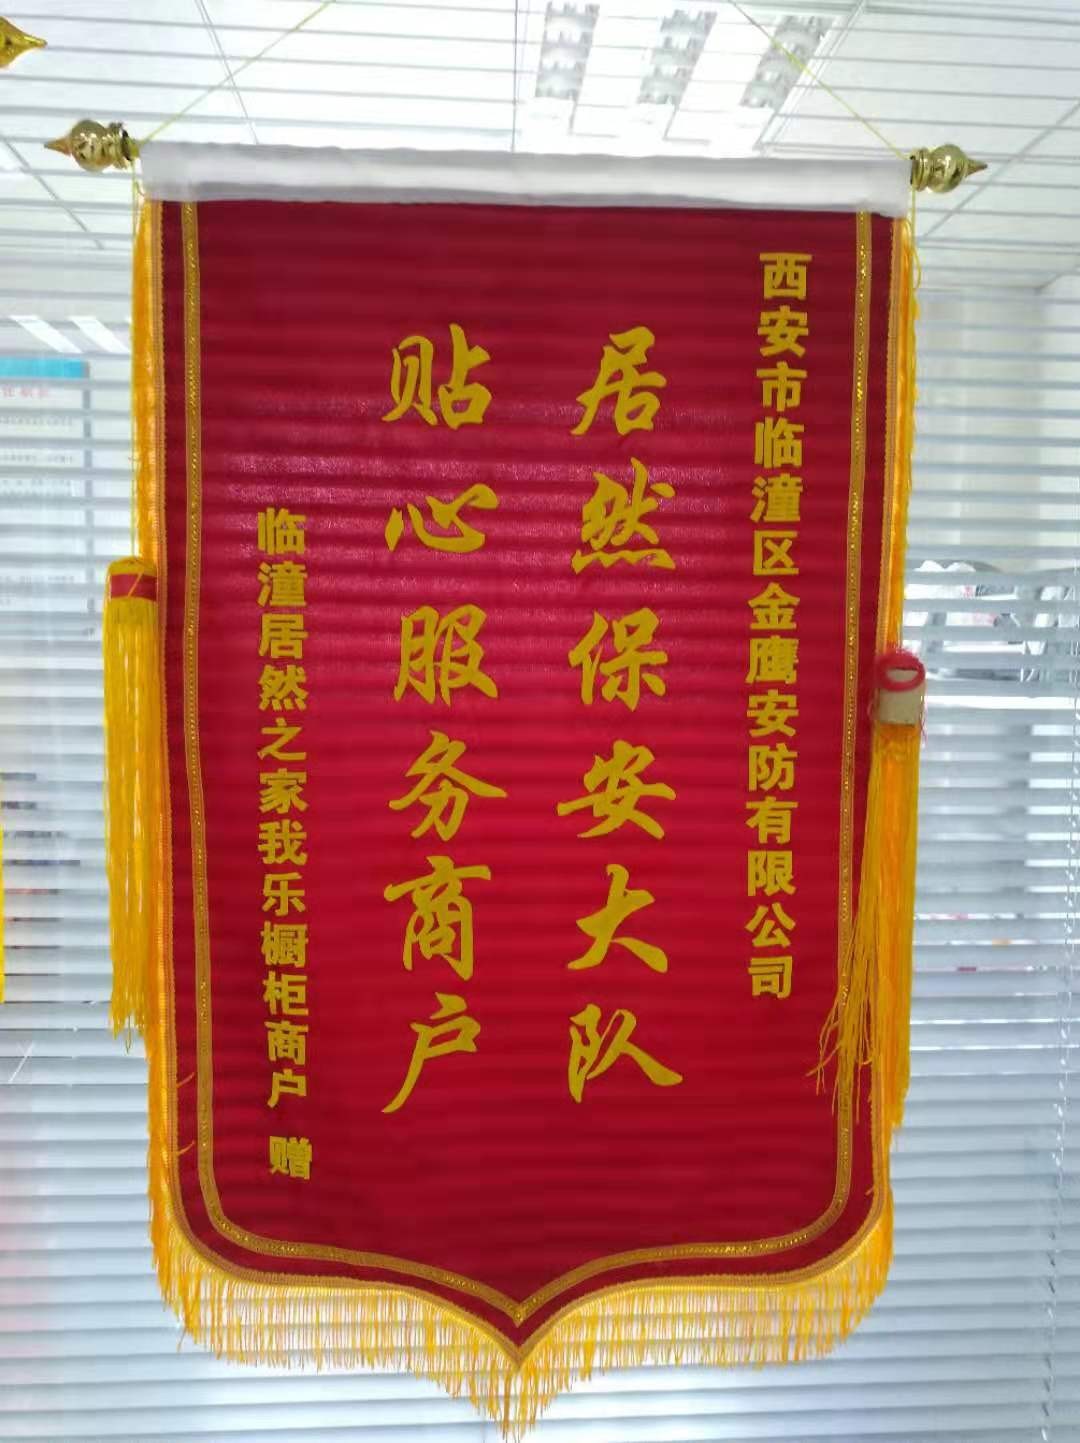 西安市临潼区金鹰安防有限公司
居然保安大队
贴心服务商户
临潼居然之家我乐橱柜商户 赠